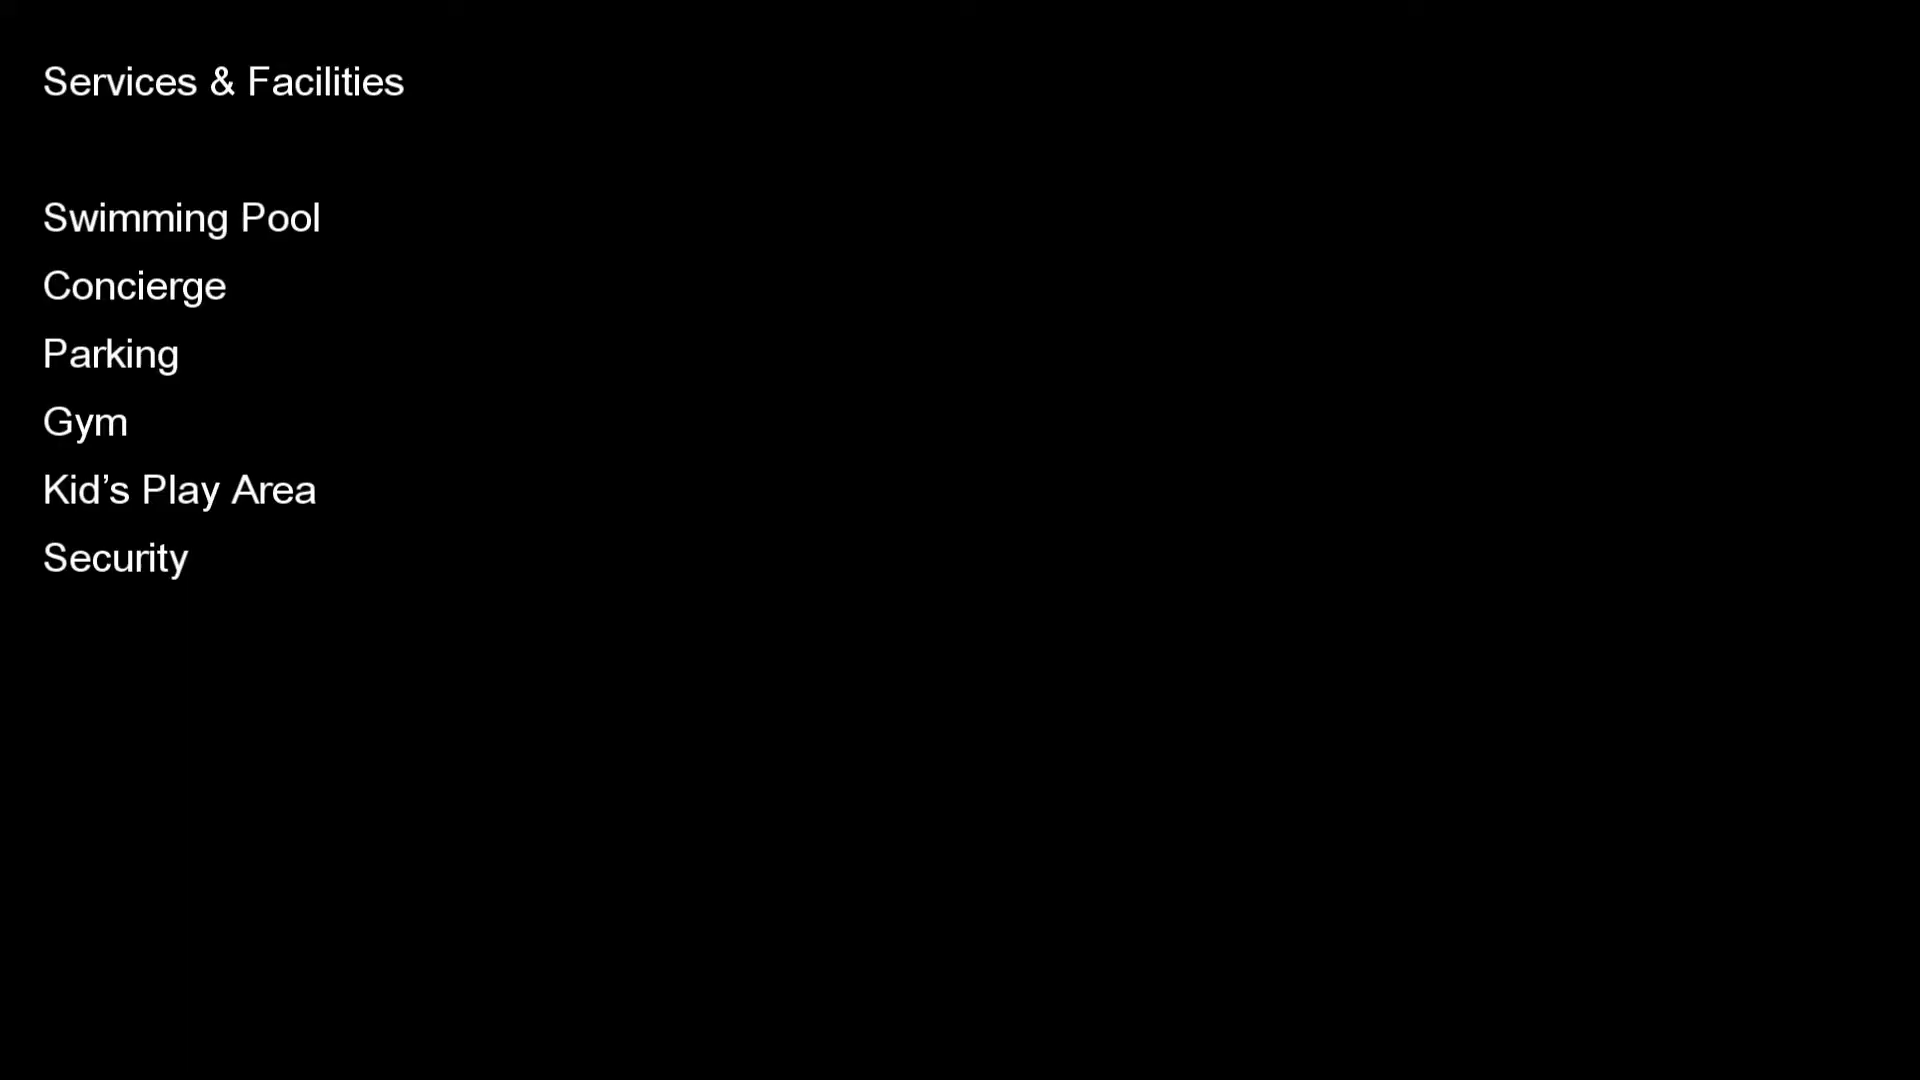 Services & Facilities
Swimming Pool
Concierge
Parking
Gym
Kid’s Play Area
Security